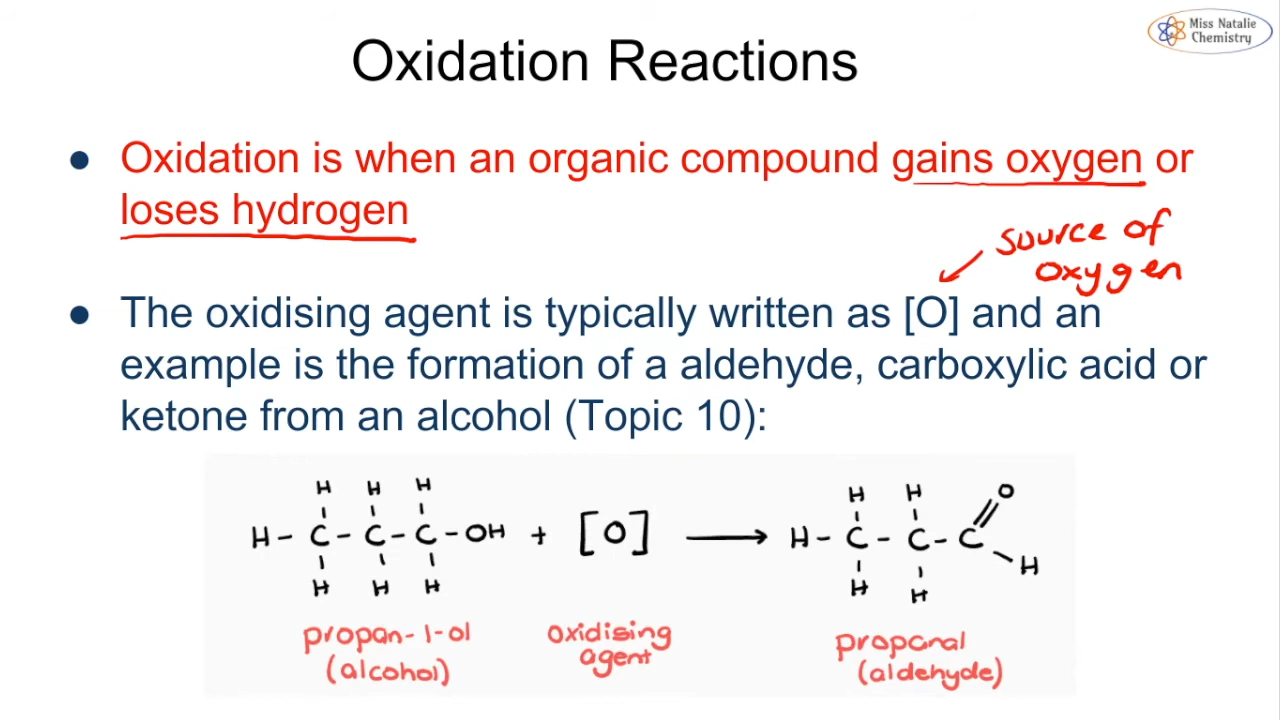 Miss Natalie
Chemistry
Oxidation Reactions
● Oxidation is when an organic compound gains oxygen or
loses hydrogen
source of
oxygen
● The oxidising agent is typically written as [O] and an
example is the formation of a aldehyde, carboxylic acid or
ketone from an alcohol (Topic 10):
H H H H H O
H - C - C - C - OH + [O] ⟶ H - C - C - C
H H H H H H
propan-1-ol oxidising propanal
(alcohol) agent (aldehyde)